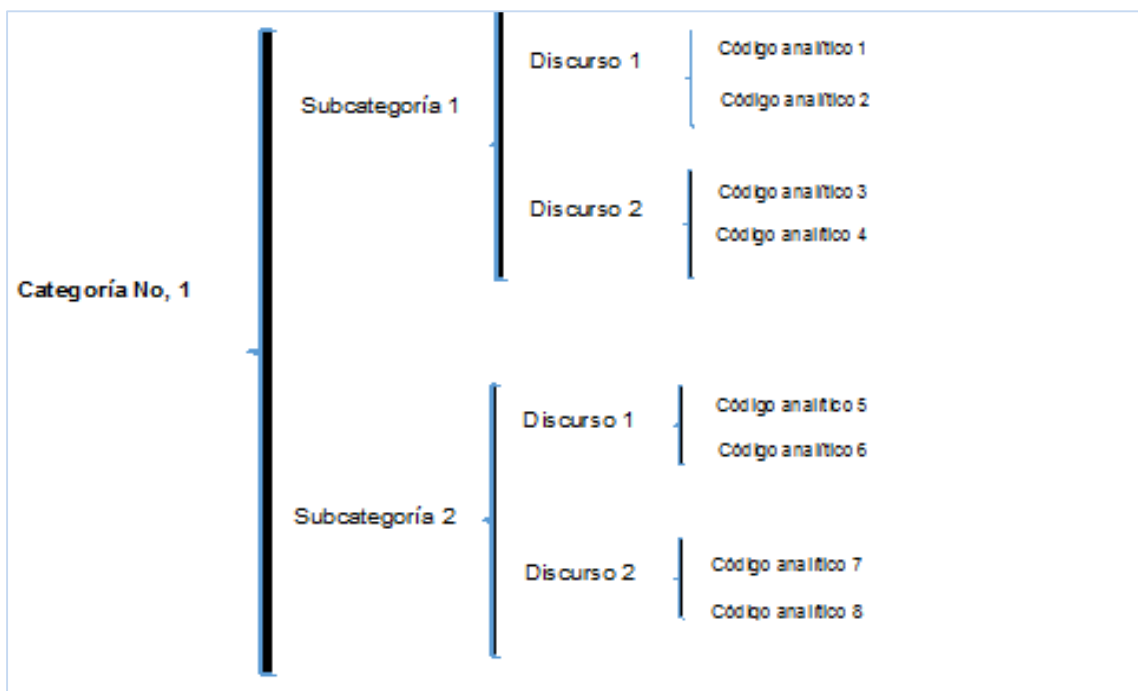 Categoría No, 1
Subcategoría 1
Discurso 1
Código analítico 1
Código analítico 2
Discurso 2
Código analítico 3
Código analítico 4
Subcategoría 2
Discurso 1
Código analítico 5
Código analítico 6
Discurso 2
Código analítico 7
Código analítico 8